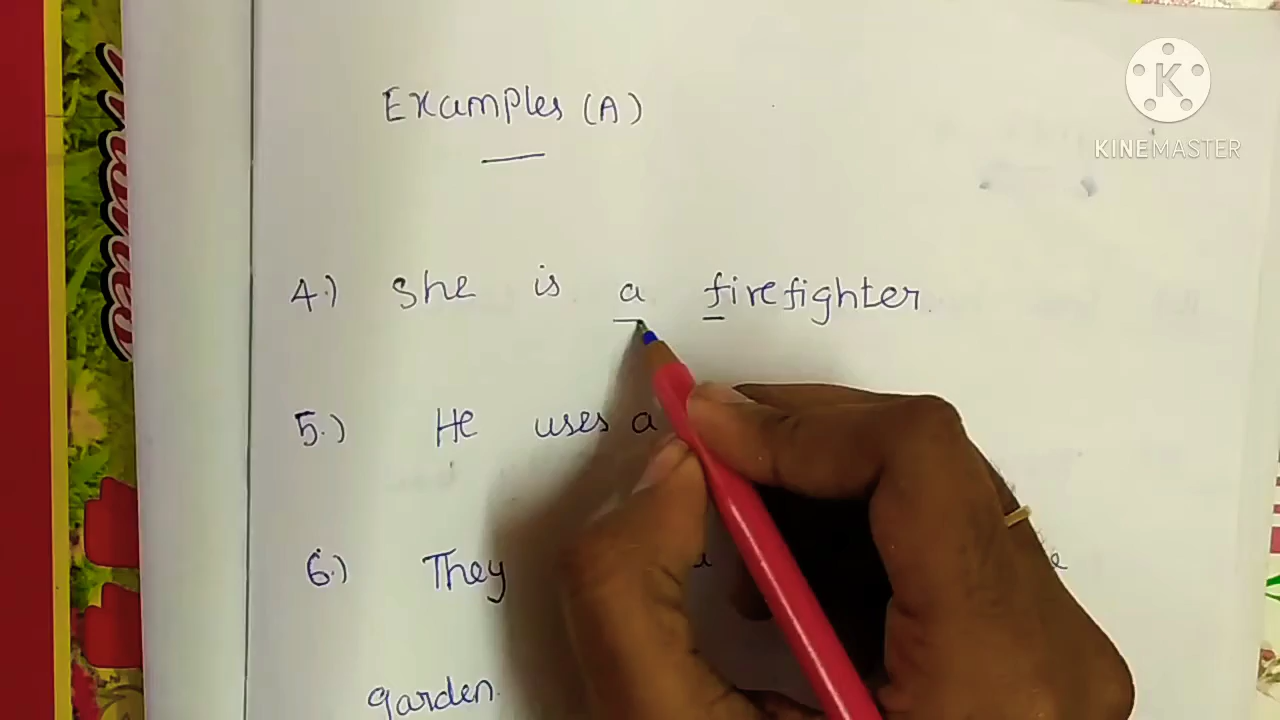 Examples (A)
4.) She is a firefighter.
5.) He uses a
6.) They
garden.
KINEMASTER